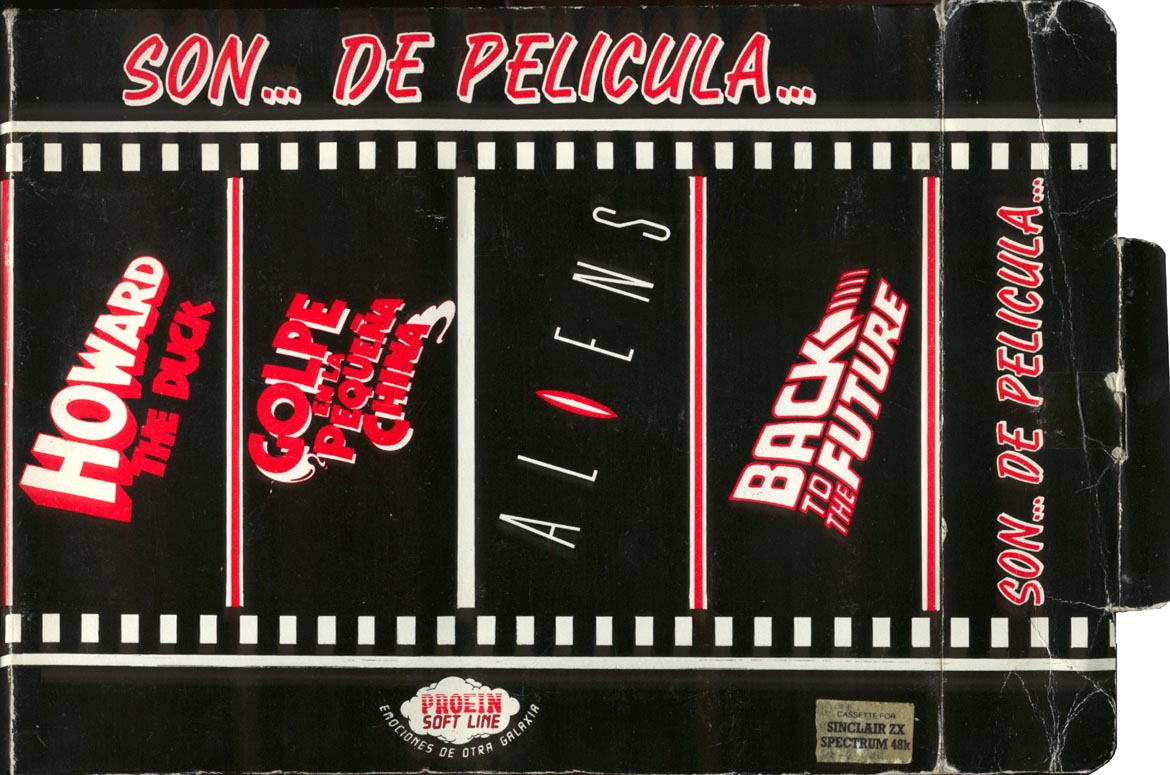 SON... DE PELICULA...
HOWARD
THE DUCK
GOLPE
EN LA
PEQUEÑA
CHINA
ALIENS
BACK
TO
THE
FUTURE
SON... DE PELICULA...
PROEIN
SOFT LINE
EMOCIONES DE OTRA GALAXIA
CASSETTE FOR
SINCLAIR ZX
SPECTRUM 48k